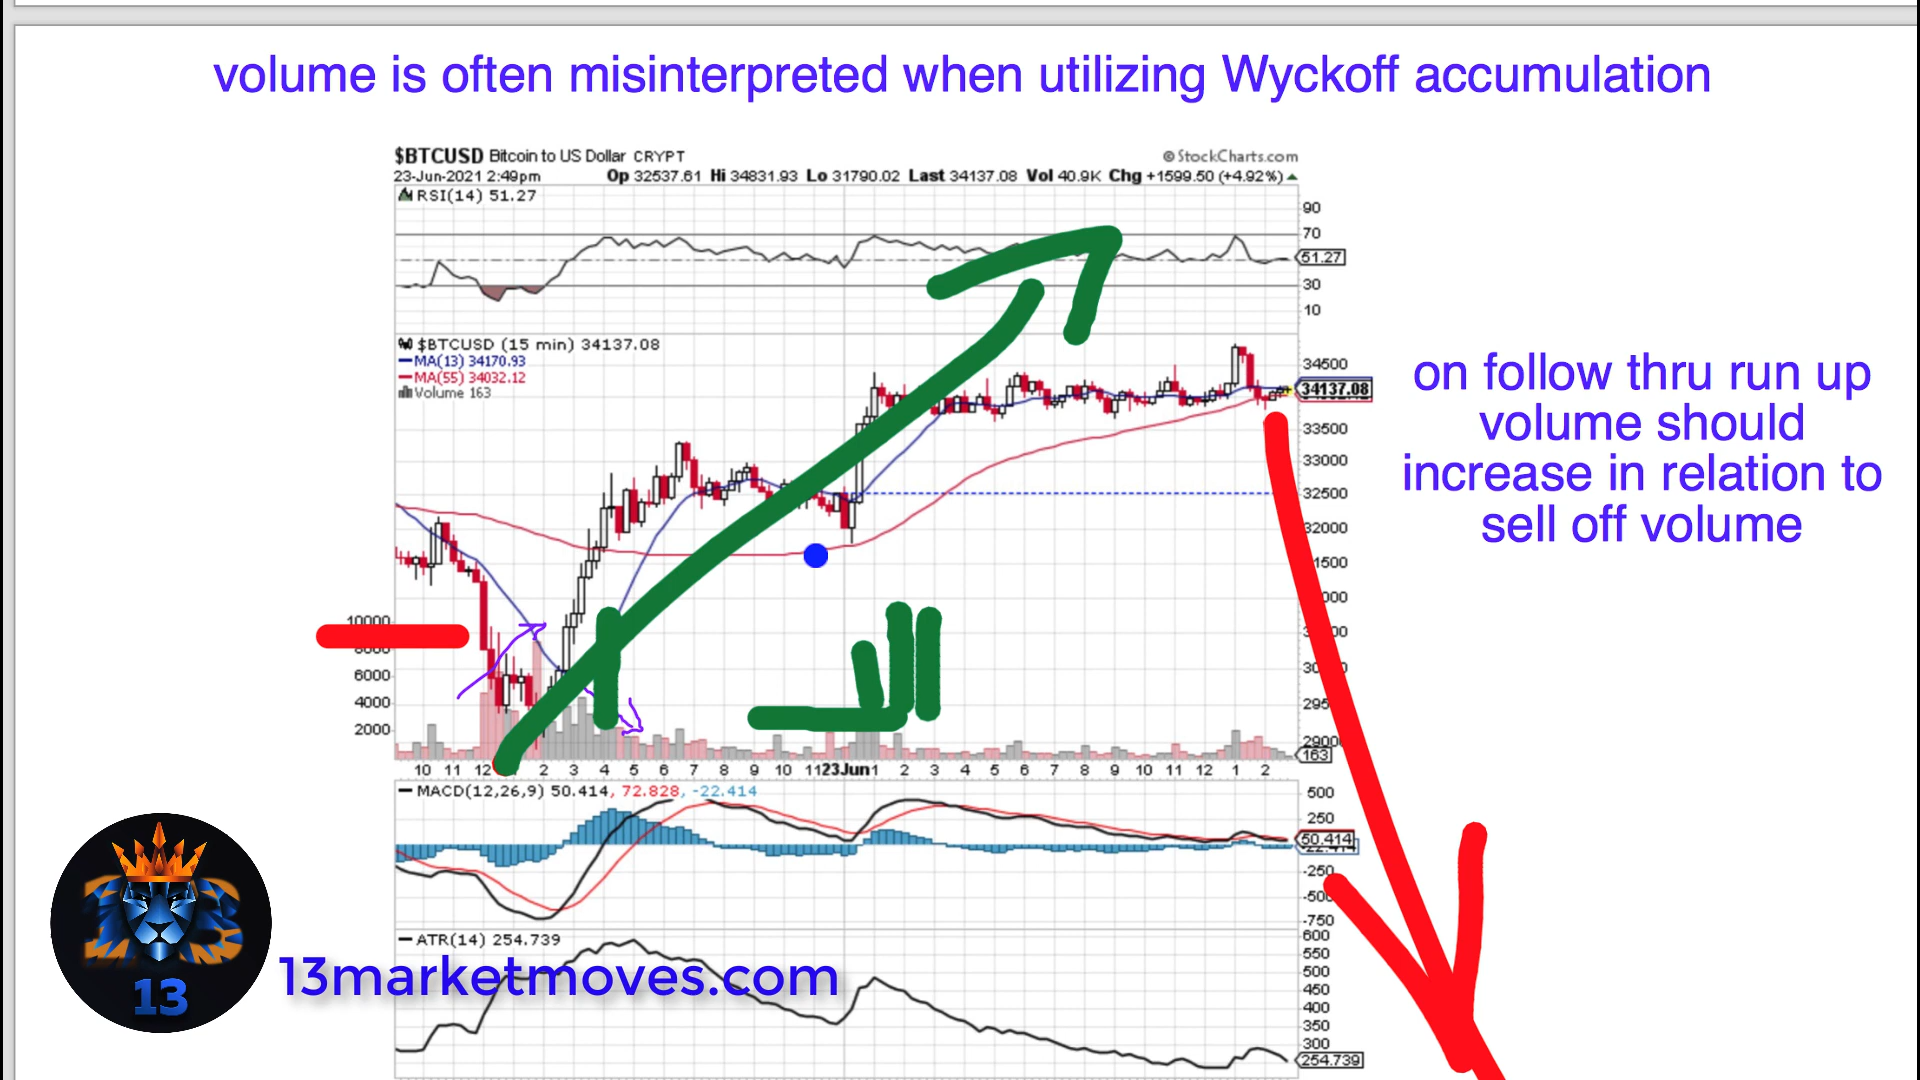 volume is often misinterpreted when utilizing Wyckoff accumulation
$BTCUSD Bitcoin to US Dollar CRYPT
© StockCharts.com
23-Jun-2021 2:49pm
Op 32537.61 Hi 34831.93 Lo 31790.02 Last 34137.08 Vol 40.9K Chg +1599.50 (+4.92%)
RSI(14) 51.27
90
70
51.27
30
10
$BTCUSD (15 min) 34137.08
MA(13) 34170.93
MA(55) 34032.12
Volume 163
34500
34137.08
33500
33000
32500
32000
1500
000
29000
163
10000
6000
4000
2000
on follow thru run up
volume should
increase in relation to
sell off volume
10 11 12 2 3 4 5 6 7 8 9 10 11 23Jun 1 2 3 4 5 6 7 8 9 10 11 12 1 2
MACD(12,26,9) 50.414, 72.828, -22.414
500
250
50.414
-250
-750
ATR(14) 254.739
600
550
500
450
400
350
300
254.739
13
13
13marketmoves.com